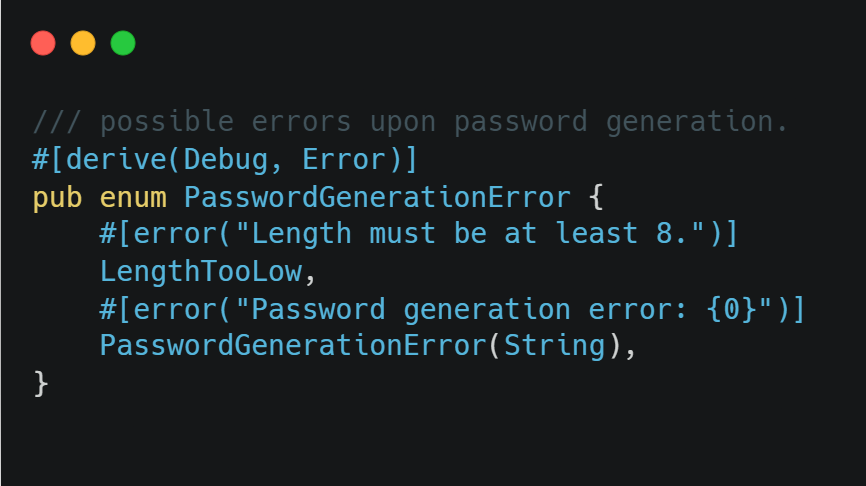 /// possible errors upon password generation.
#[derive(Debug, Error)]
pub enum PasswordGenerationError {
    #[error("Length must be at least 8.")]
    LengthTooLow,
    #[error("Password generation error: {0}")]
    PasswordGenerationError(String),
}